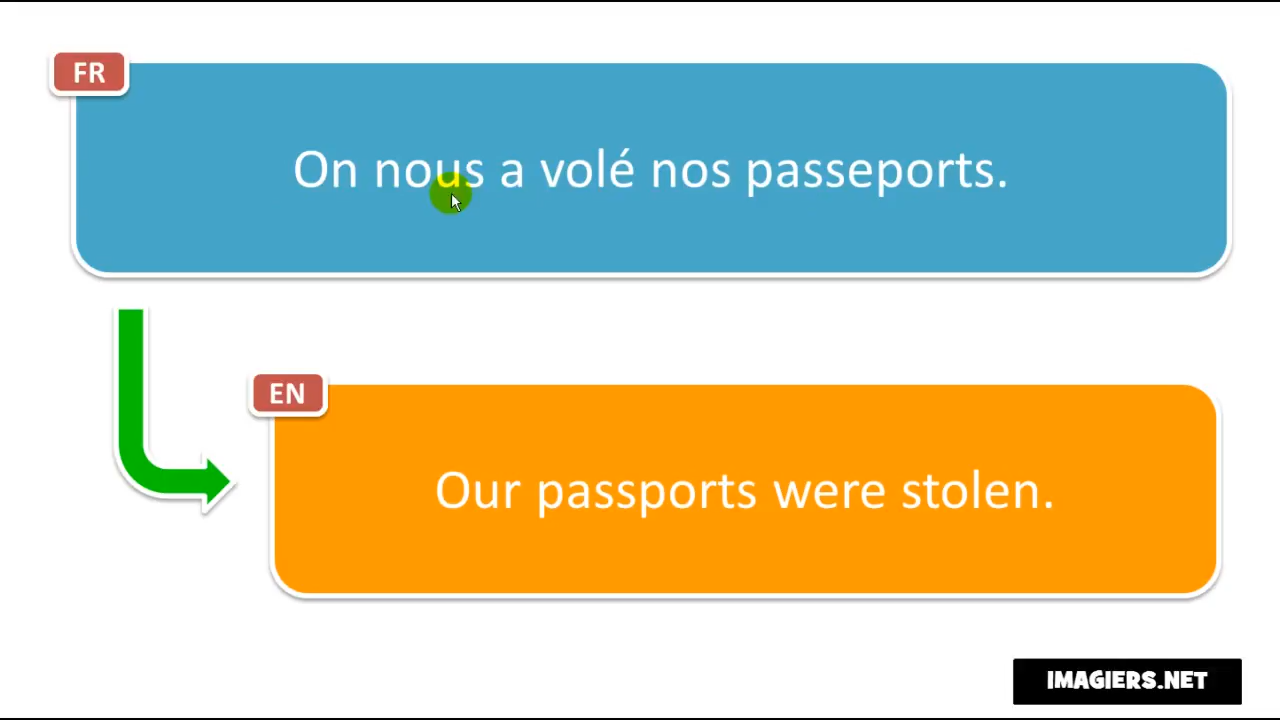 FR
On nous a volé nos passeports.
EN
Our passports were stolen.
IMAGIERS.NET